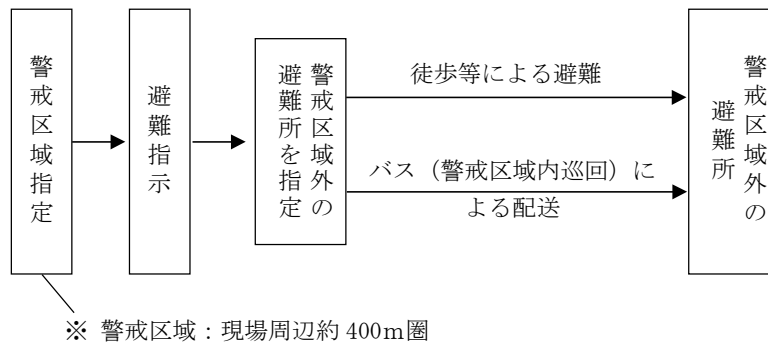 警戒区域指定
避難指示
警戒区域外の
避難所を指定
徒歩等による避難
バス（警戒区域内巡回）に
よる配送
警戒区域外の
避難所
※ 警戒区域：現場周辺約 400ｍ圏